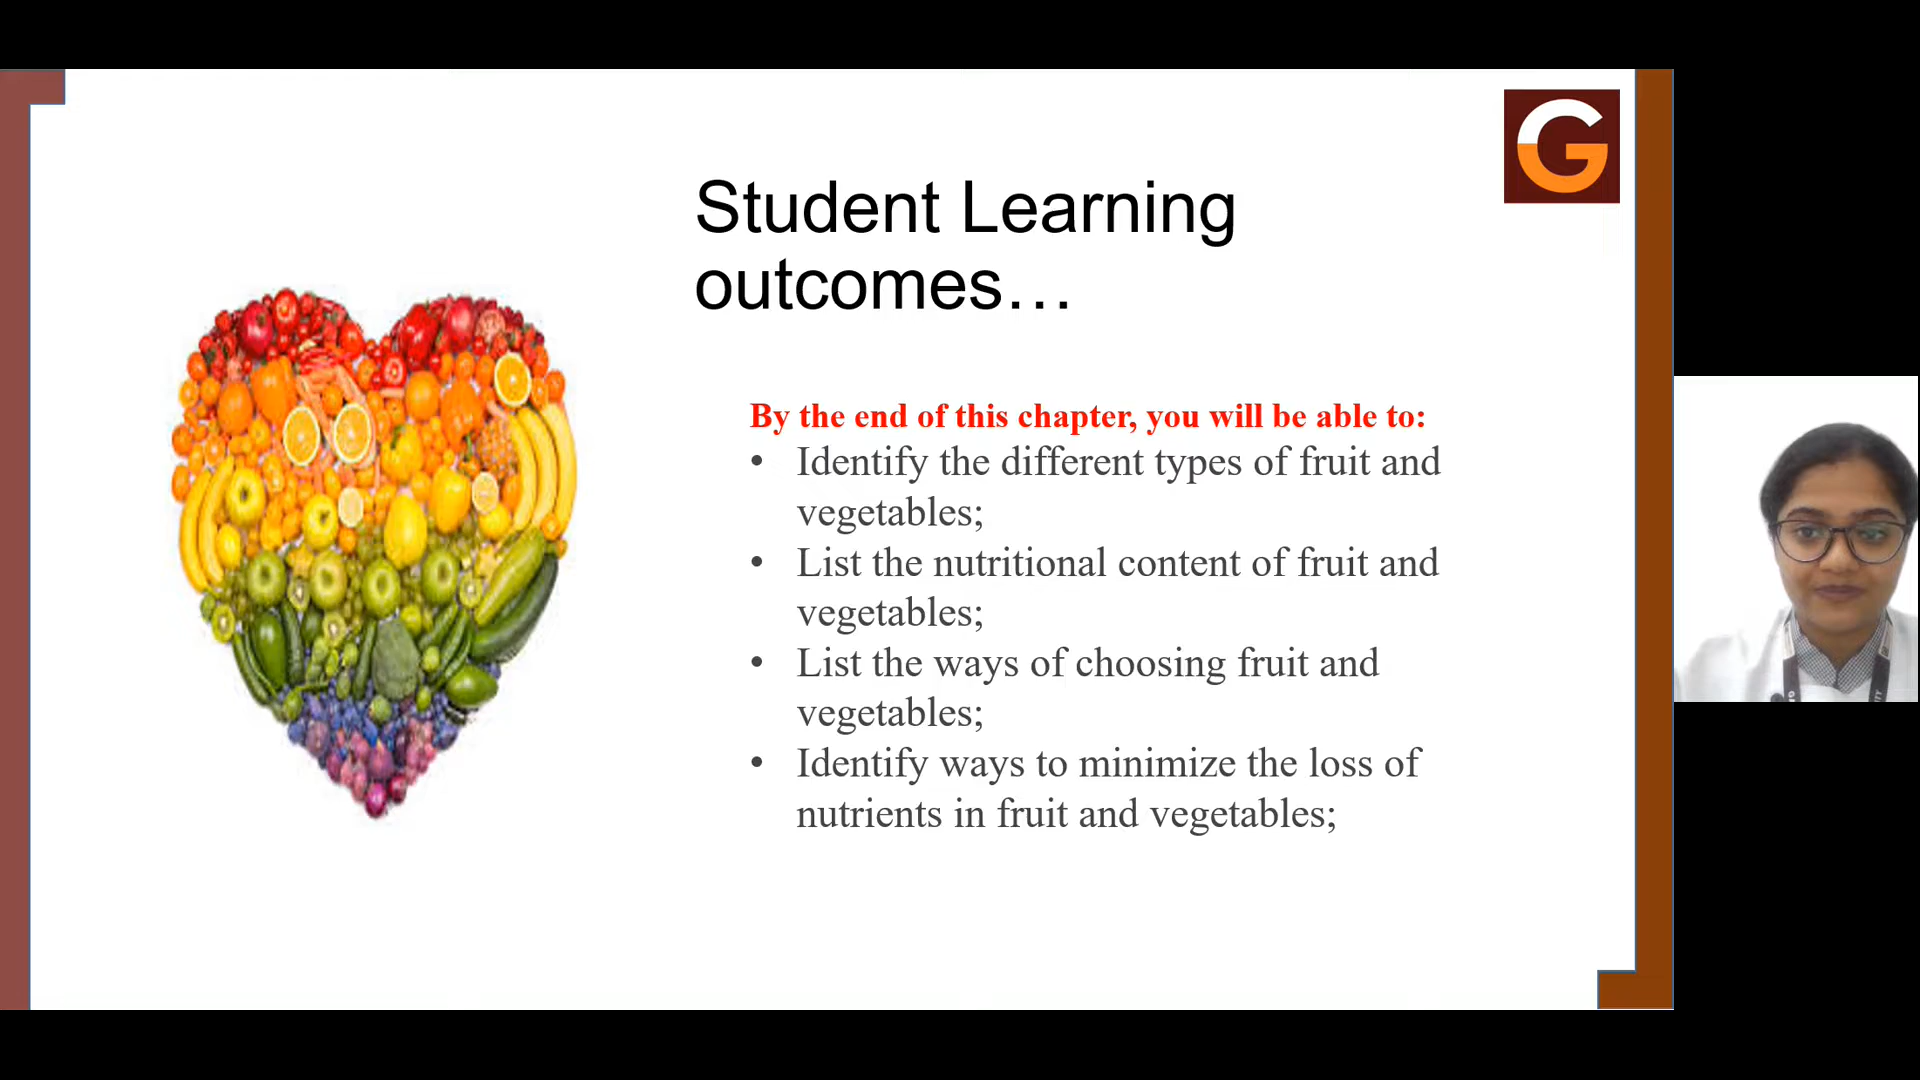 G
Student Learning
outcomes…
By the end of this chapter, you will be able to:
• Identify the different types of fruit and
vegetables;
• List the nutritional content of fruit and
vegetables;
• List the ways of choosing fruit and
vegetables;
• Identify ways to minimize the loss of
nutrients in fruit and vegetables;